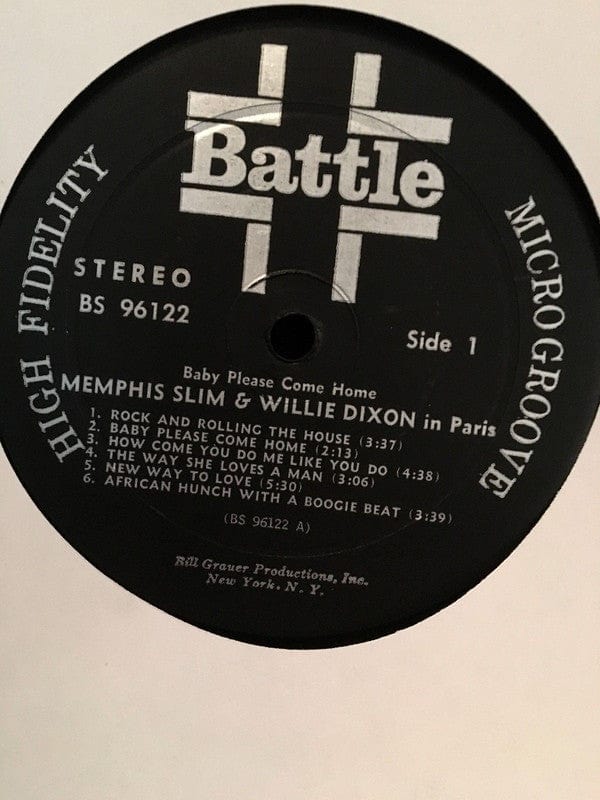 Battle
HIGH FIDELITY
MICROGROOVE
STEREO
BS 96122
Side 1
Baby Please Come Home
MEMPHIS SLIM & WILLIE DIXON in Paris
1. ROCK AND ROLLING THE HOUSE (3:37)
2. BABY PLEASE COME HOME (2:13)
3. HOW COME YOU DO ME LIKE YOU DO (4:38)
4. THE WAY SHE LOVES A MAN (3:06)
5. NEW WAY TO LOVE (5:30)
6. AFRICAN HUNCH WITH A BOOGIE BEAT (3:39)
(BS 96122 A)
Bill Grauer Productions, Inc.
New York, N. Y.